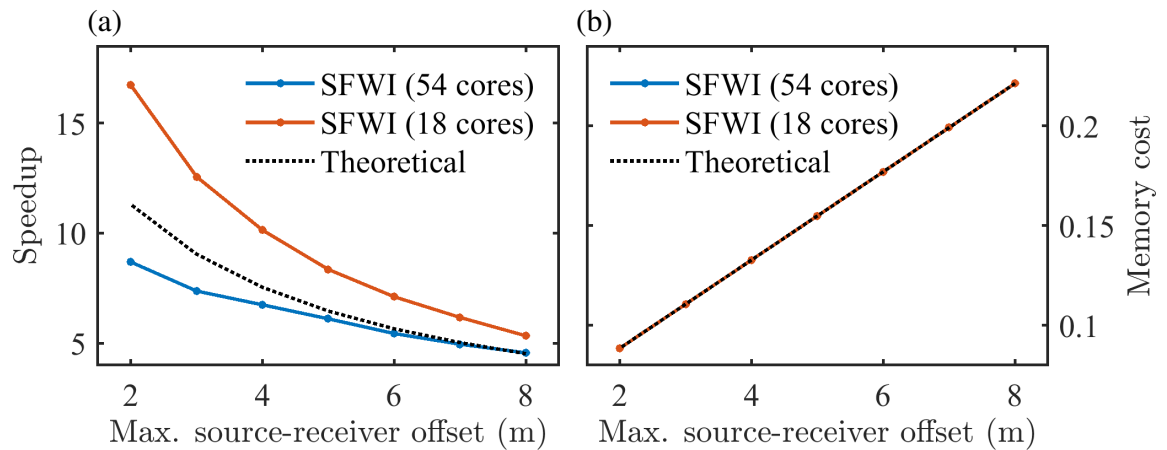 (a)
SFWI (54 cores)
SFWI (18 cores)
Theoretical
15
10
5
Speedup
2 4 6 8
Max. source-receiver offset (m)
(b)
SFWI (54 cores)
SFWI (18 cores)
Theoretical
0.2
0.15
0.1
Memory cost
2 4 6 8
Max. source-receiver offset (m)